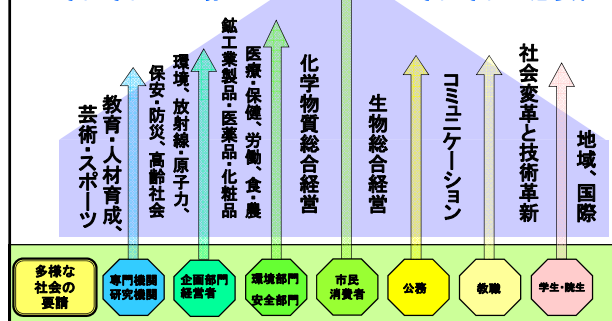 芸術・スポーツ
教育・人材育成、
保安・防災、高齢社会
環境、放射線・原子力、
鉱工業製品・医薬品・化粧品
医療・保健、労働、食・農
化学物質総合経営
生物総合経営
コミュニケーション
社会変革と技術革新
地域、国際
多様な
社会の
要請
専門機関
研究機関
企画部門
経営者
環境部門
安全部門
市民
消費者
公務
教職
学生・院生